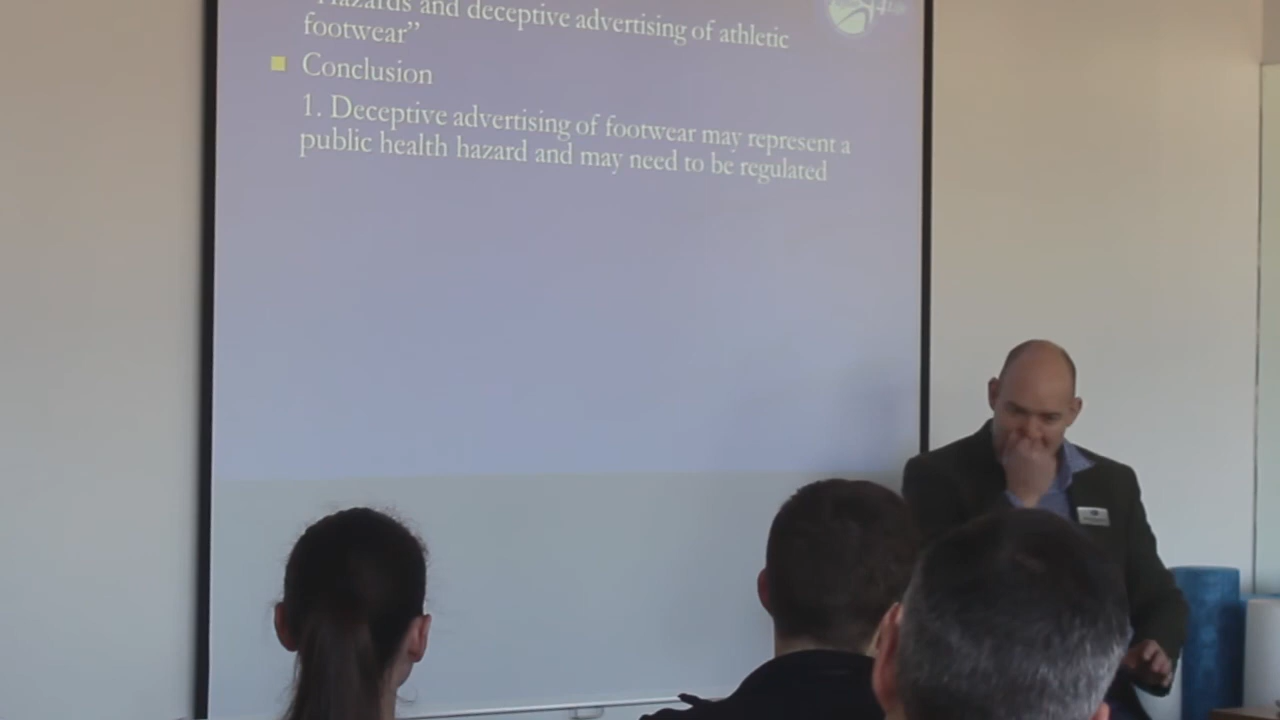 "Hazards and deceptive advertising of athletic
footwear"
Conclusion
1. Deceptive advertising of footwear may represent a
public health hazard and may need to be regulated